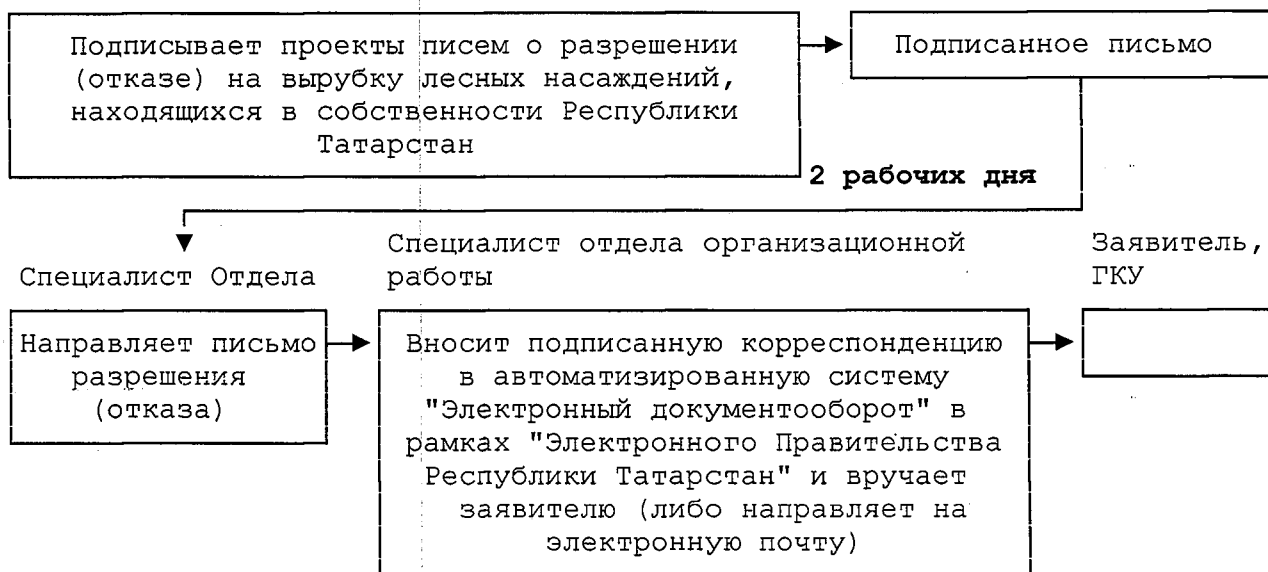 Подписывает проекты писем о разрешении
(отказе) на вырубку лесных насаждений,
находящихся в собственности Республики
Татарстан
Подписанное письмо
2 рабочих дня
Специалист Отдела
Специалист отдела организационной
работы
Заявитель,
ГКУ
Направляет письмо
разрешения
(отказа)
Вносит подписанную корреспонденцию
в автоматизированную систему
"Электронный документооборот" в
рамках "Электронного Правительства
Республики Татарстан" и вручает
заявителю (либо направляет на
электронную почту)